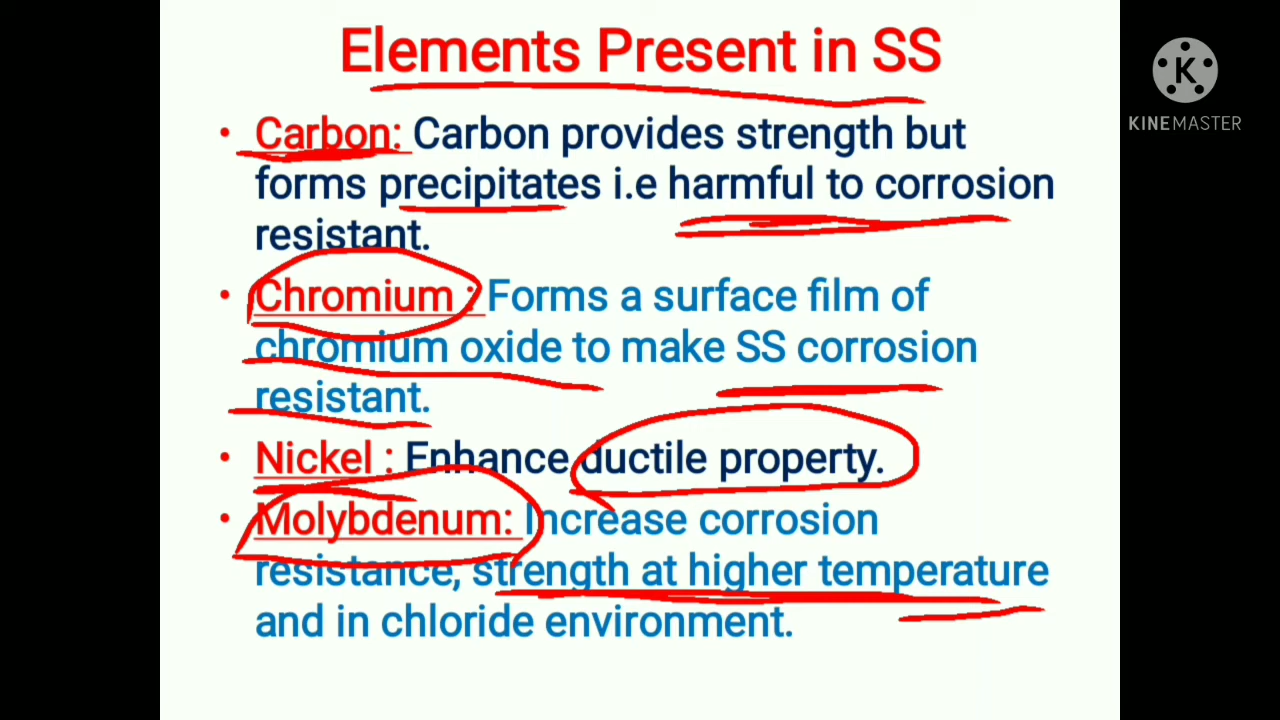 Elements Present in SS
• Carbon: Carbon provides strength but
forms precipitates i.e harmful to corrosion
resistant.
• Chromium : Forms a surface film of
chromium oxide to make SS corrosion
resistant.
• Nickel : Enhance ductile property.
• Molybdenum: Increase corrosion
resistance, strength at higher temperature
and in chloride environment.
K
KINEMASTER